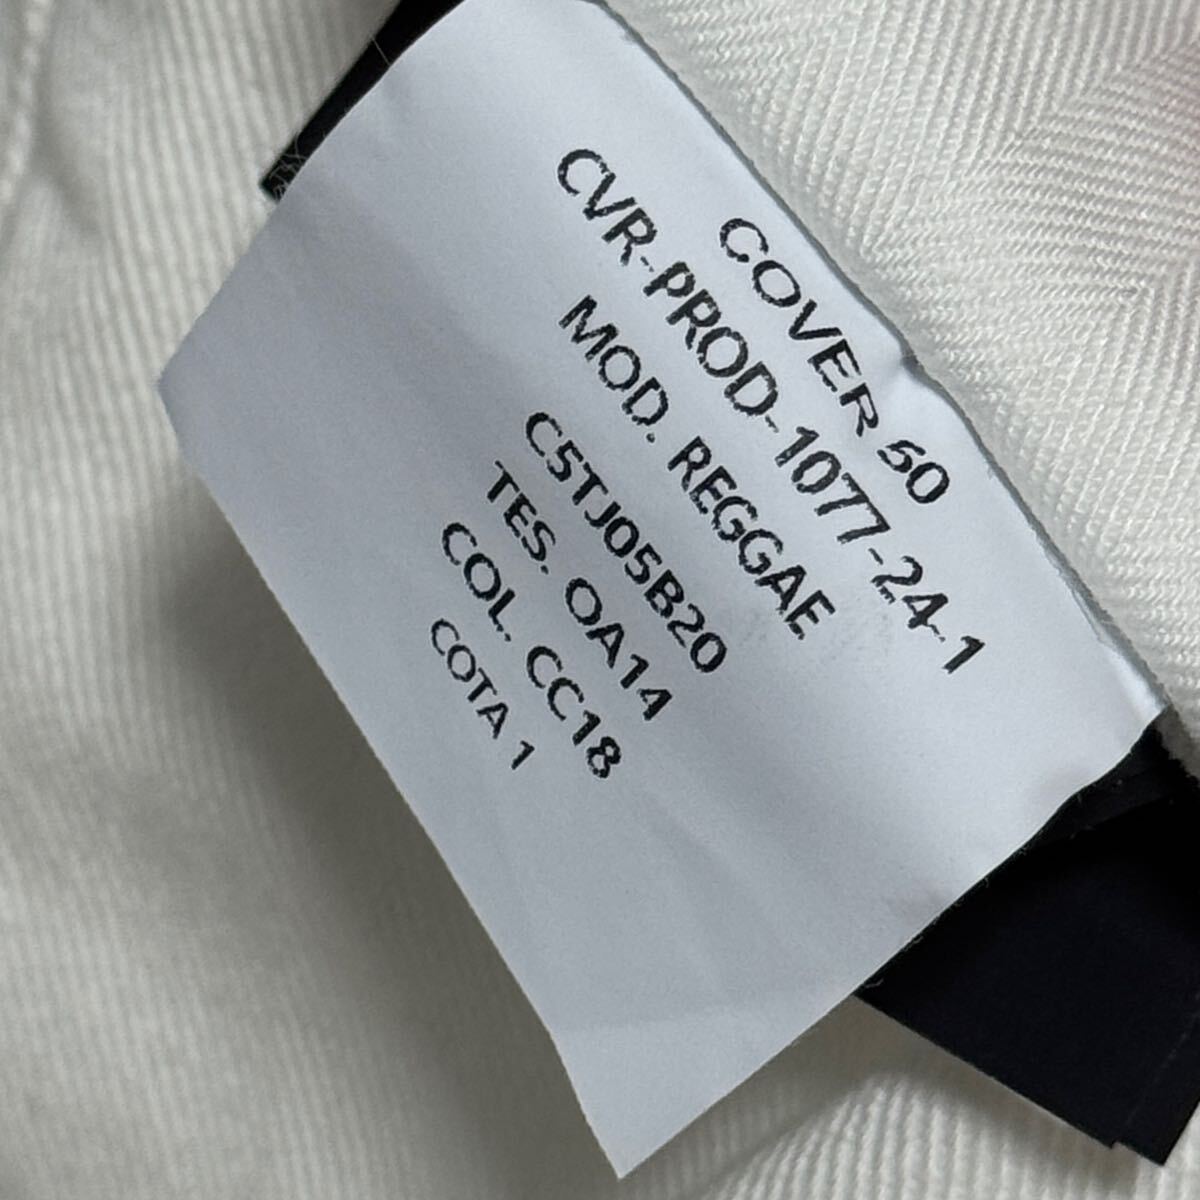 COVER 50
CVR-PROD-1077-24-1
MOD. REGGAE
C5TJ05B20
TES. OA14
COL. CC18
COTA 1